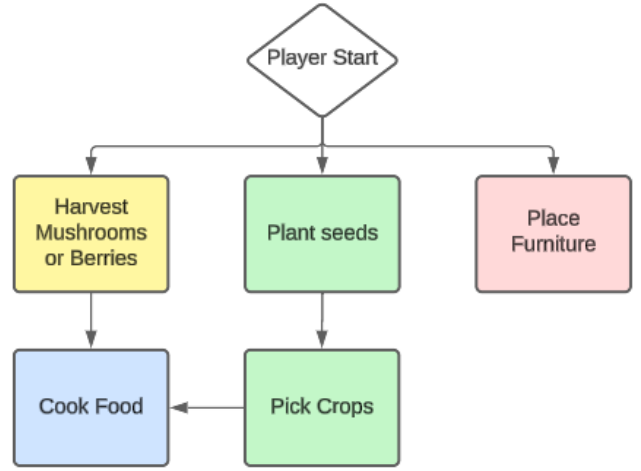 Player Start
Harvest
Mushrooms
or Berries
Plant seeds
Place
Furniture
Cook Food
Pick Crops